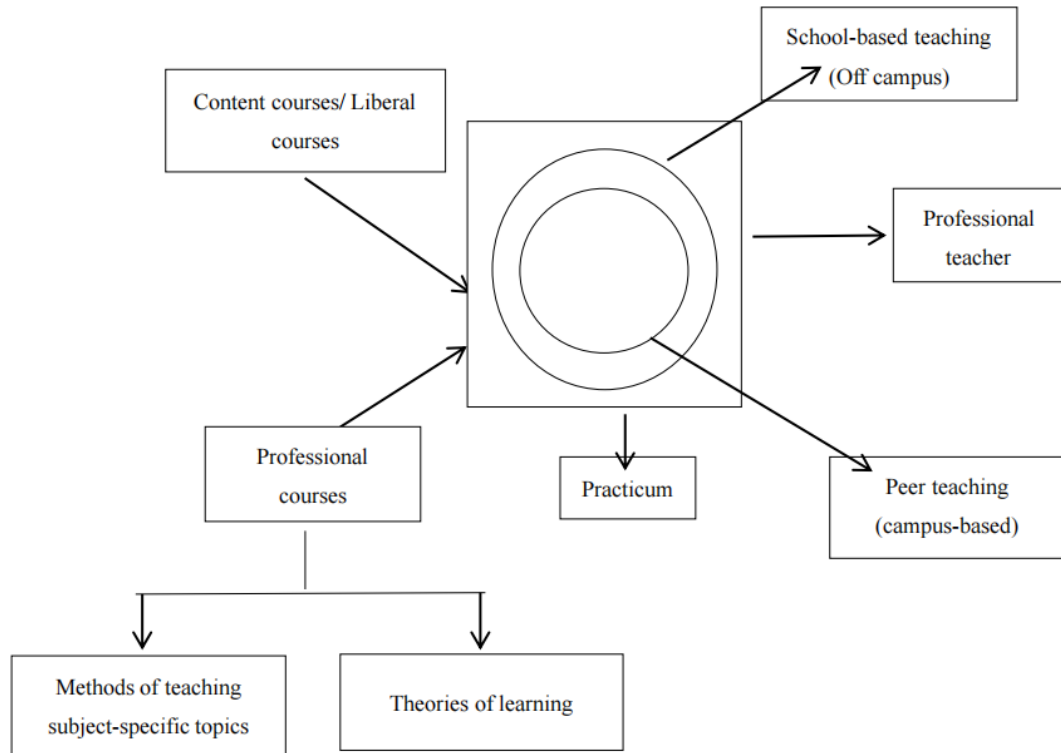 School-based teaching
(Off campus)
Content courses/ Liberal
courses
Professional
teacher
Professional
courses
Practicum
Peer teaching
(campus-based)
Methods of teaching
subject-specific topics
Theories of learning